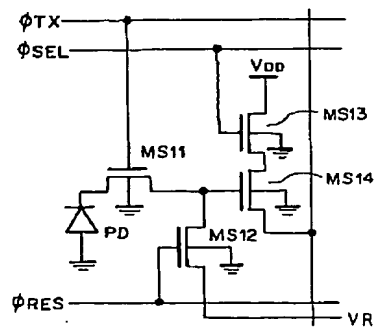 ϕTX
ϕSEL
VDD
MS13
MS11
MS14
PD
MS12
ϕRES
VR